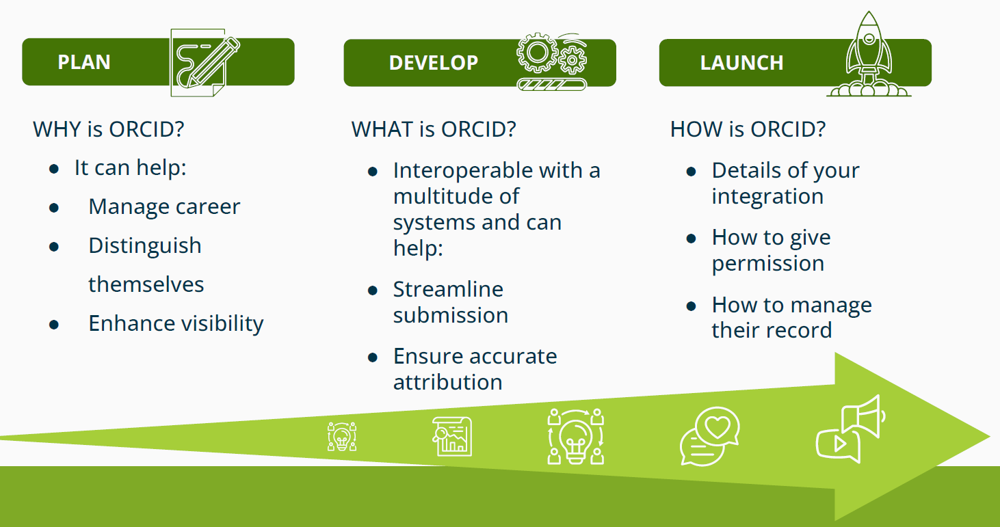 PLAN
WHY is ORCID?
● It can help:
● Manage career
● Distinguish
themselves
● Enhance visibility
DEVELOP
WHAT is ORCID?
● Interoperable with a
multitude of
systems and can
help:
● Streamline
submission
● Ensure accurate
attribution
LAUNCH
HOW is ORCID?
● Details of your
integration
● How to give
permission
● How to manage
their record